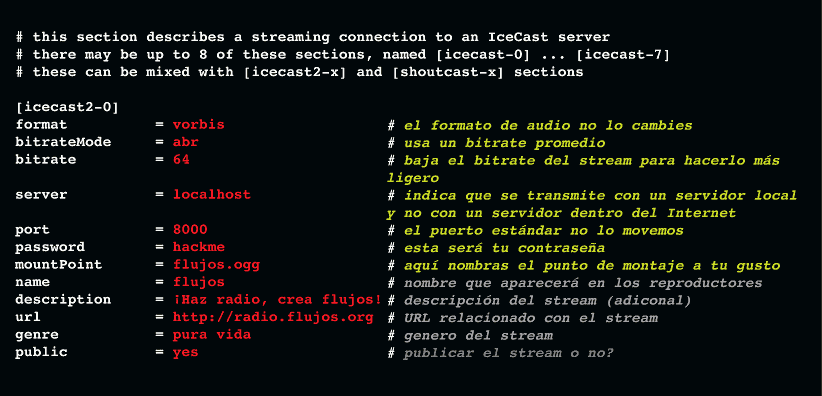 # this section describes a streaming connection to an IceCast server
# there may be up to 8 of these sections, named [icecast-0] ... [icecast-7]
# these can be mixed with [icecast2-x] and [shoutcast-x] sections
[icecast2-0]
format = vorbis # el formato de audio no lo cambies
bitrateMode = abr # usa un bitrate promedio
bitrate = 64 # baja el bitrate del stream para hacerlo más
ligero
server = localhost # indica que se transmite con un servidor local
y no con un servidor dentro del Internet
port = 8000 # el puerto estándar no lo movemos
password = hackme # esta será tu contraseña
mountPoint = flujos.ogg # aquí nombras el punto de montaje a tu gusto
name = flujos # nombre que aparecerá en los reproductores
description = ¡Haz radio, crea flujos! # descripción del stream (adiconal)
url = http://radio.flujos.org # URL relacionado con el stream
genre = pura vida # genero del stream
public = yes # publicar el stream o no?